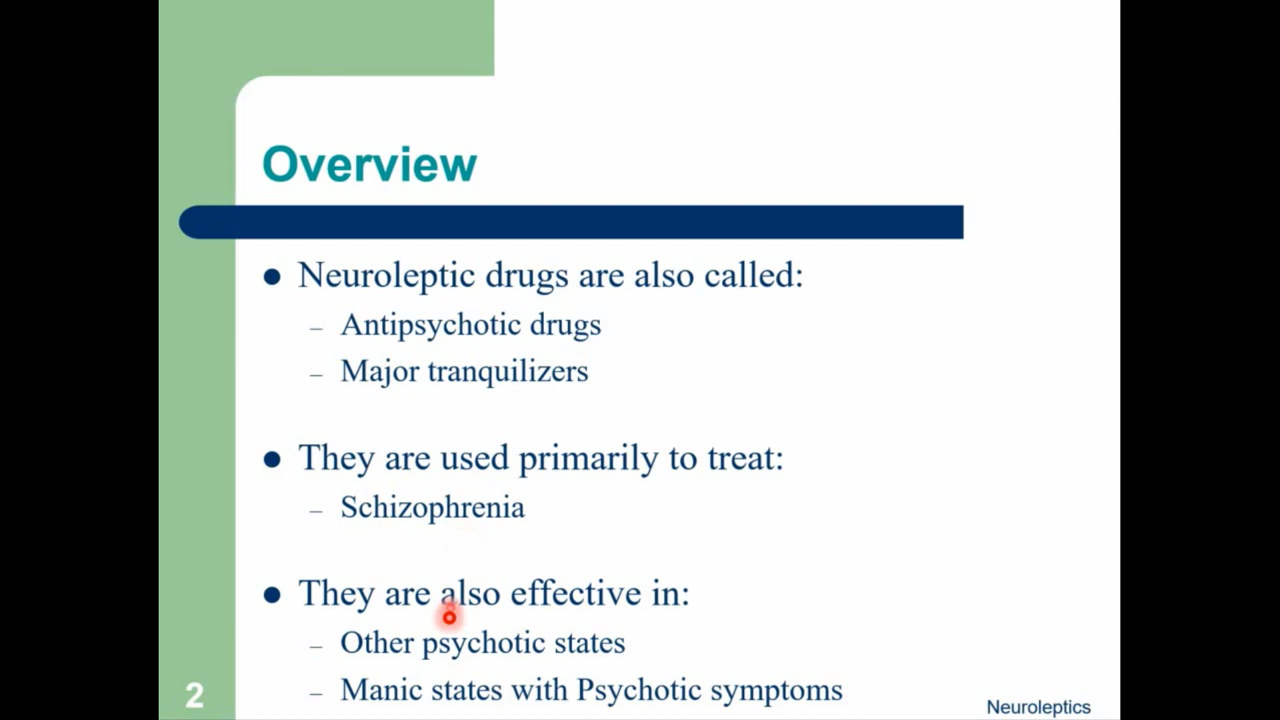 Overview
Neuroleptic drugs are also called:
– Antipsychotic drugs
– Major tranquilizers
They are used primarily to treat:
– Schizophrenia
They are also effective in:
– Other psychotic states
– Manic states with Psychotic symptoms
2
Neuroleptics